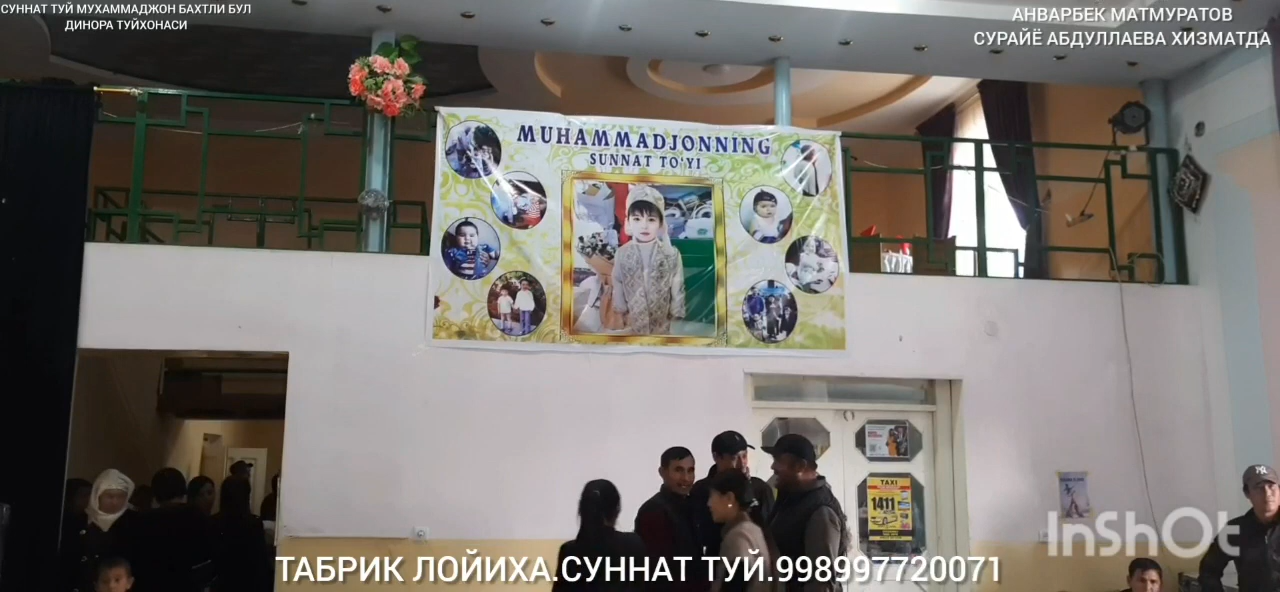 СУННАТ ТУЙ МУХАММАДЖОН БАХТЛИ БУЛ
ДИНОРА ТУЙХОНАСИ
АНВАРБЕК МАТМУРАТОВ
СУРАЙЁ АБДУЛЛАЕВА ХИЗМАТДА
MUHAMMADJONNING
SUNNAT TO'YI
TAXI
1411
InShOt
ТАБРИК ЛОЙИХА.СУННАТ ТУЙ.998997720071